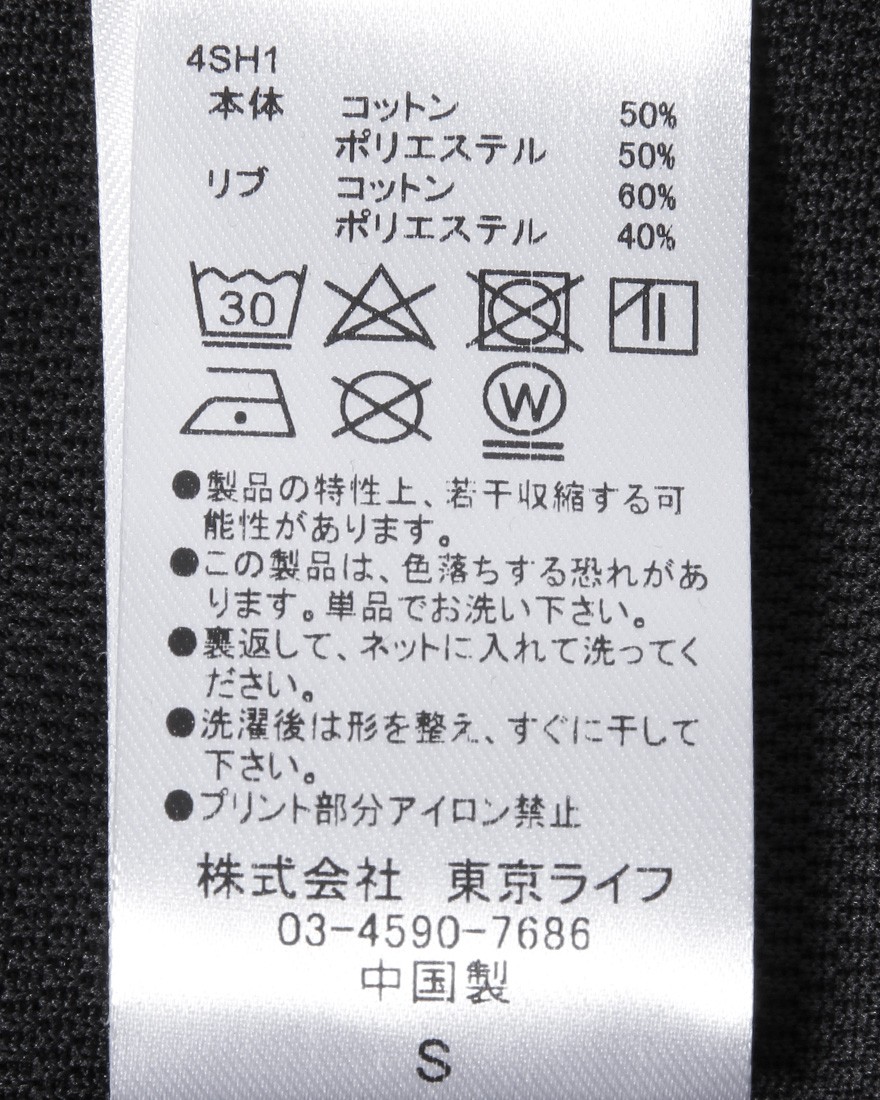 4SH1
本体 コットン 50%
ポリエステル 50%
リブ コットン 60%
ポリエステル 40%
30
W
●製品の特性上、若干収縮する可
能性があります。
●この製品は、色落ちする恐れがあ
ります。単品でお洗い下さい。
●裏返して、ネットに入れて洗ってく
ださい。
●洗濯後は形を整え、すぐに干して
下さい。
●プリント部分アイロン禁止
株式会社 東京ライフ
03-4590-7686
中国製
S